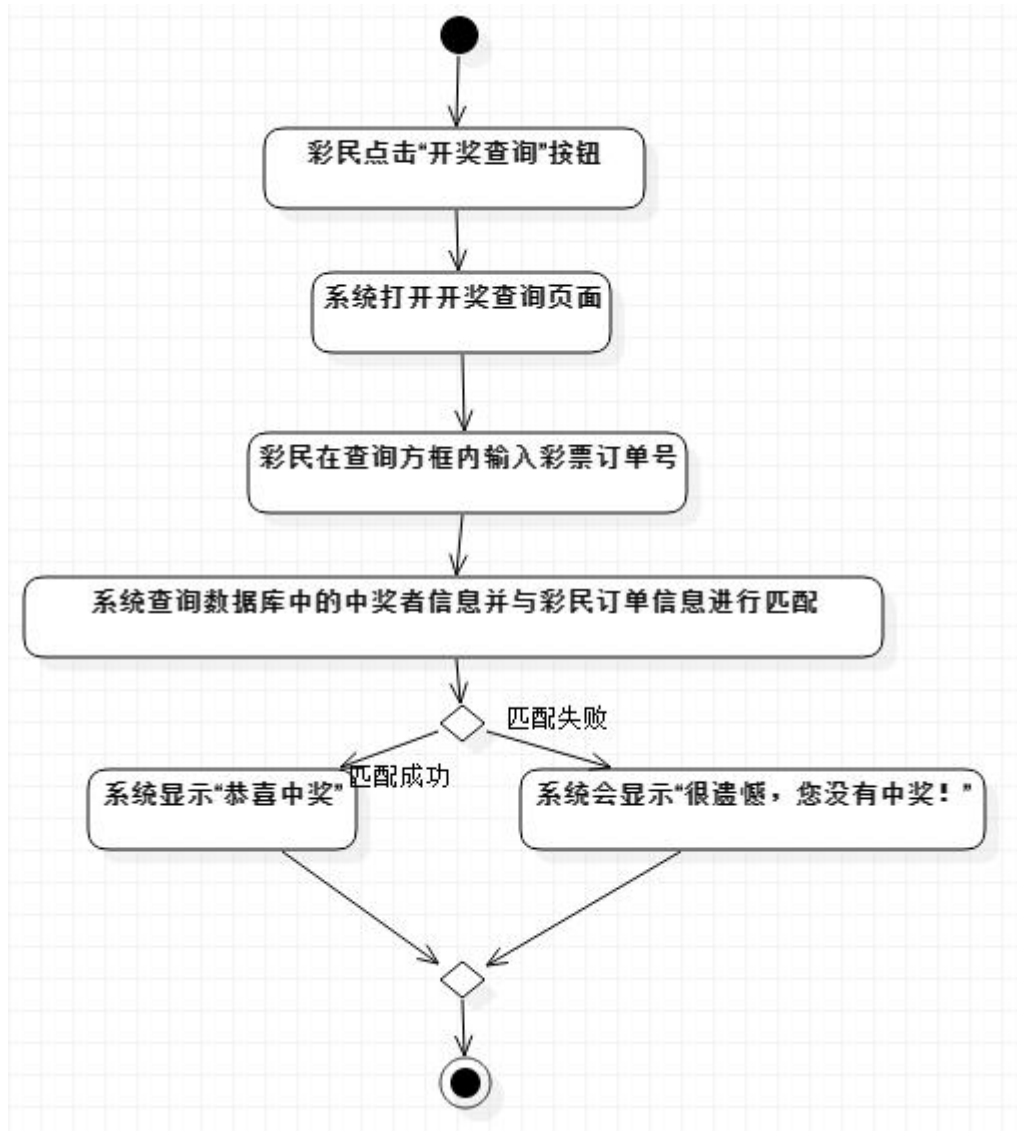 彩民点击“开奖查询”按钮
系统打开开奖查询页面
彩民在查询方框内输入彩票订单号
系统查询数据库中的中奖者信息并与彩民订单信息进行匹配
匹配失败
匹配成功
系统显示“恭喜中奖”
系统会显示“很遗憾，您没有中奖！”